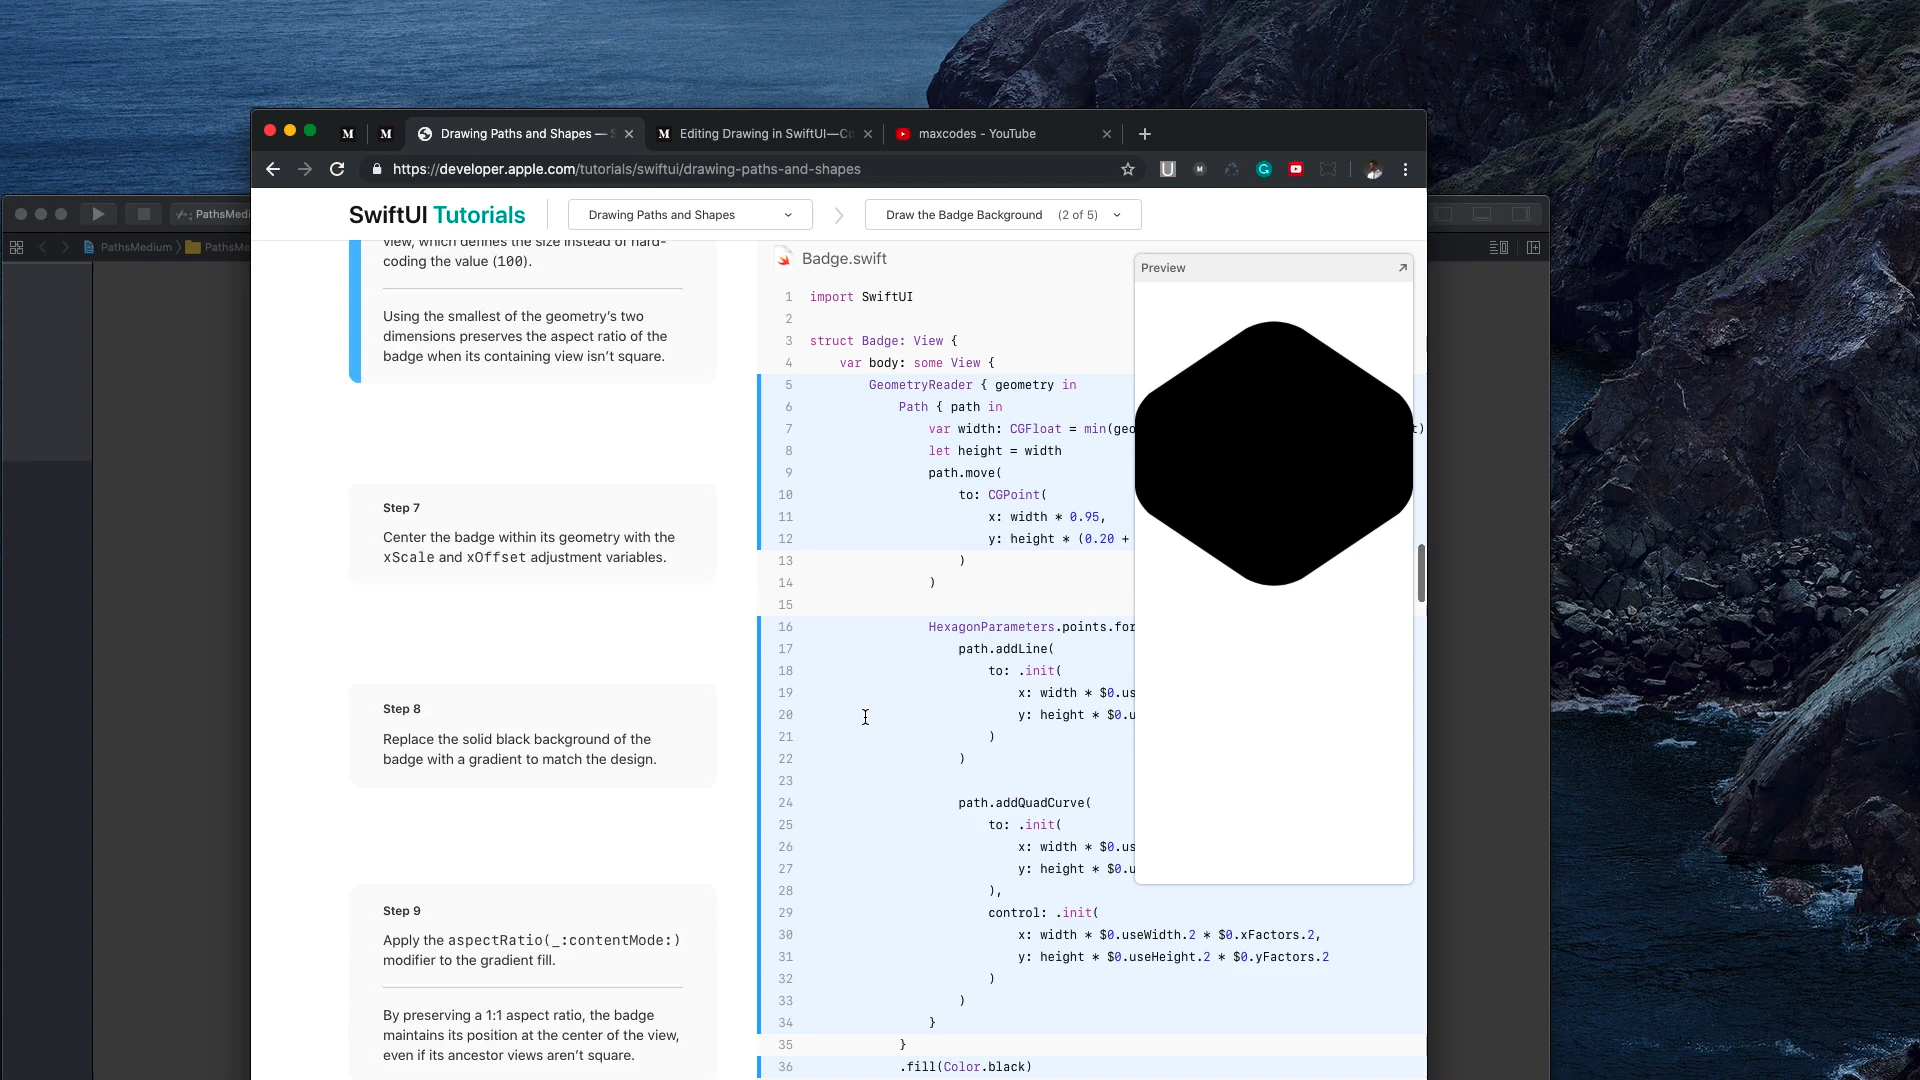 M
M
Drawing Paths and Shapes — S
M Editing Drawing in SwiftUI—Co
maxcodes - YouTube
https://developer.apple.com/tutorials/swiftui/drawing-paths-and-shapes
U
M
G
PathsMedi
PathsMedium
PathsMe
SwiftUI Tutorials
Drawing Paths and Shapes
Draw the Badge Background (2 of 5)
view, which defines the size instead of hard-
coding the value (100).
Using the smallest of the geometry’s two
dimensions preserves the aspect ratio of the
badge when its containing view isn’t square.
Step 7
Center the badge within its geometry with the
xScale and xOffset adjustment variables.
Step 8
Replace the solid black background of the
badge with a gradient to match the design.
Step 9
Apply the aspectRatio(_:contentMode:)
modifier to the gradient fill.
By preserving a 1:1 aspect ratio, the badge
maintains its position at the center of the view,
even if its ancestor views aren’t square.
Badge.swift
1 import SwiftUI
2
3 struct Badge: View {
4 var body: some View {
5 GeometryReader { geometry in
6 Path { path in
7 var width: CGFloat = min(geo t)
8 let height = width
9 path.move(
10 to: CGPoint(
11 x: width * 0.95,
12 y: height * (0.20 +
13 )
14 )
15
16 HexagonParameters.points.for
17 path.addLine(
18 to: .init(
19 x: width * $0.us
20 y: height * $0.u
21 )
22 )
23
24 path.addQuadCurve(
25 to: .init(
26 x: width * $0.us
27 y: height * $0.u
28 ),
29 control: .init(
30 x: width * $0.useWidth.2 * $0.xFactors.2,
31 y: height * $0.useHeight.2 * $0.yFactors.2
32 )
33 )
34 }
35 }
36 .fill(Color.black)
Preview